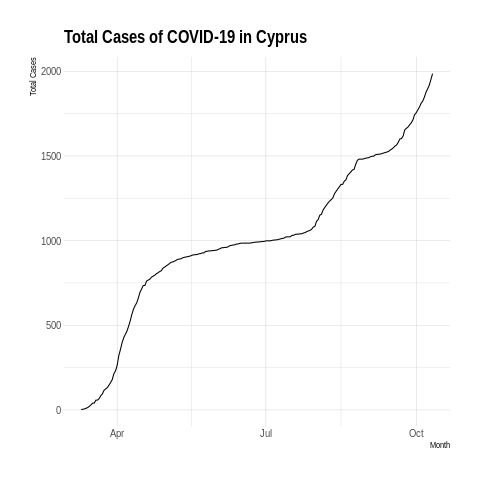 Total Cases of COVID-19 in Cyprus
Total Cases
2000
1500
1000
500
0
Apr
Jul
Oct
Month